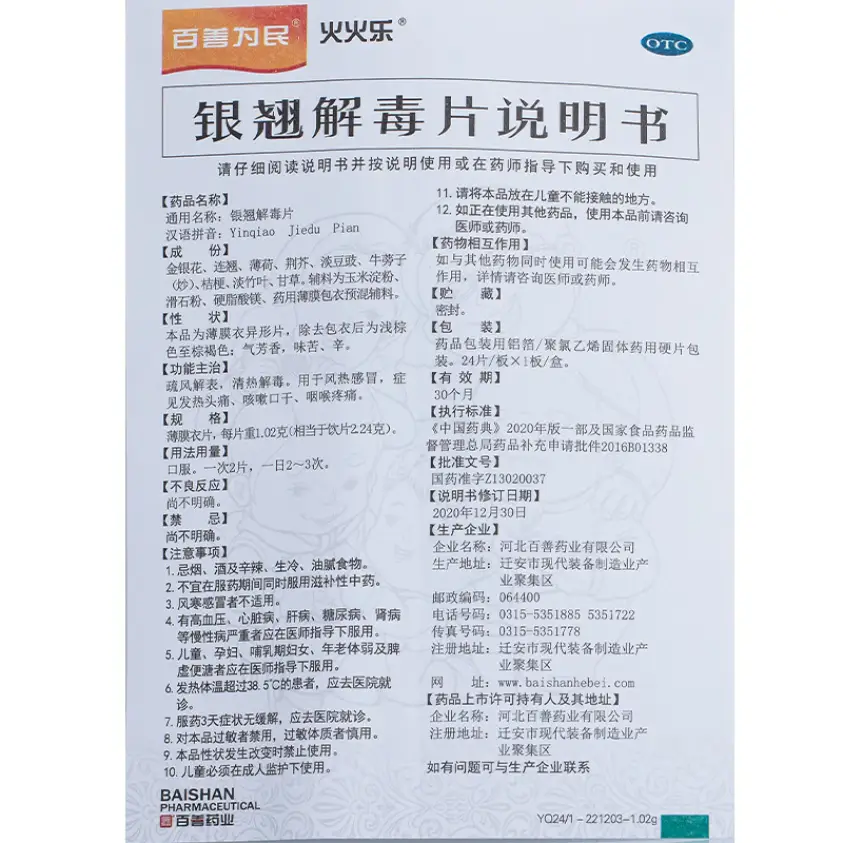 百善为民®
火火乐®
OTC
银翘解毒片说明书
请仔细阅读说明书并按说明使用或在药师指导下购买和使用
【药品名称】
通用名称：银翘解毒片
汉语拼音：Yinqiao Jiedu Pian
【成 份】
金银花、连翘、薄荷、荆芥、淡豆豉、牛蒡子
（炒）、桔梗、淡竹叶、甘草。辅料为玉米淀粉、
滑石粉、硬脂酸镁、药用薄膜包衣预混辅料。
【性 状】
本品为薄膜衣异形片，除去包衣后为浅棕
色至棕褐色；气芳香，味苦、辛。
【功能主治】
疏风解表，清热解毒。用于风热感冒，症
见发热头痛、咳嗽口干、咽喉疼痛。
【规 格】
薄膜衣片，每片重1.02克（相当于饮片2.24克）。
【用法用量】
口服。一次2片，一日2～3次。
【不良反应】
尚不明确。
【禁 忌】
尚不明确。
【注意事项】
1. 忌烟、酒及辛辣、生冷、油腻食物。
2. 不宜在服药期间同时服用滋补性中药。
3. 风寒感冒者不适用。
4. 有高血压、心脏病、肝病、糖尿病、肾病
等慢性病严重者应在医师指导下服用。
5. 儿童、孕妇、哺乳期妇女、年老体弱及脾
虚便溏者应在医师指导下服用。
6. 发热体温超过38.5℃的患者，应去医院就
诊。
7. 服药3天症状无缓解，应去医院就诊。
8. 对本品过敏者禁用，过敏体质者慎用。
9. 本品性状发生改变时禁止使用。
10. 儿童必须在成人监护下使用。
11. 请将本品放在儿童不能接触的地方。
12. 如正在使用其他药品，使用本品前请咨询
医师或药师。
【药物相互作用】
如与其他药物同时使用可能会发生药物相互
作用，详情请咨询医师或药师。
【贮 藏】
密封。
【包 装】
药品包装用铝箔/聚氯乙烯固体药用硬片包
装。24片/板×1板/盒。
【有 效 期】
30个月
【执行标准】
《中国药典》2020年版一部及国家食品药品监
督管理总局药品补充申请批件2016B01338
【批准文号】
国药准字Z13020037
【说明书修订日期】
2020年12月30日
【生产企业】
企业名称：河北百善药业有限公司
生产地址：迁安市现代装备制造业产
业聚集区
邮政编码：064400
电话号码：0315-5351885 5351722
传真号码：0315-5351778
注册地址：迁安市现代装备制造业产
业聚集区
网 址：www.baishanhebei.com
【药品上市许可持有人及其地址】
企业名称：河北百善药业有限公司
注册地址：迁安市现代装备制造业产
业聚集区
如有问题可与生产企业联系
BAISHAN
PHARMACEUTICAL
百善药业
YQ24/1-221203-1.02g